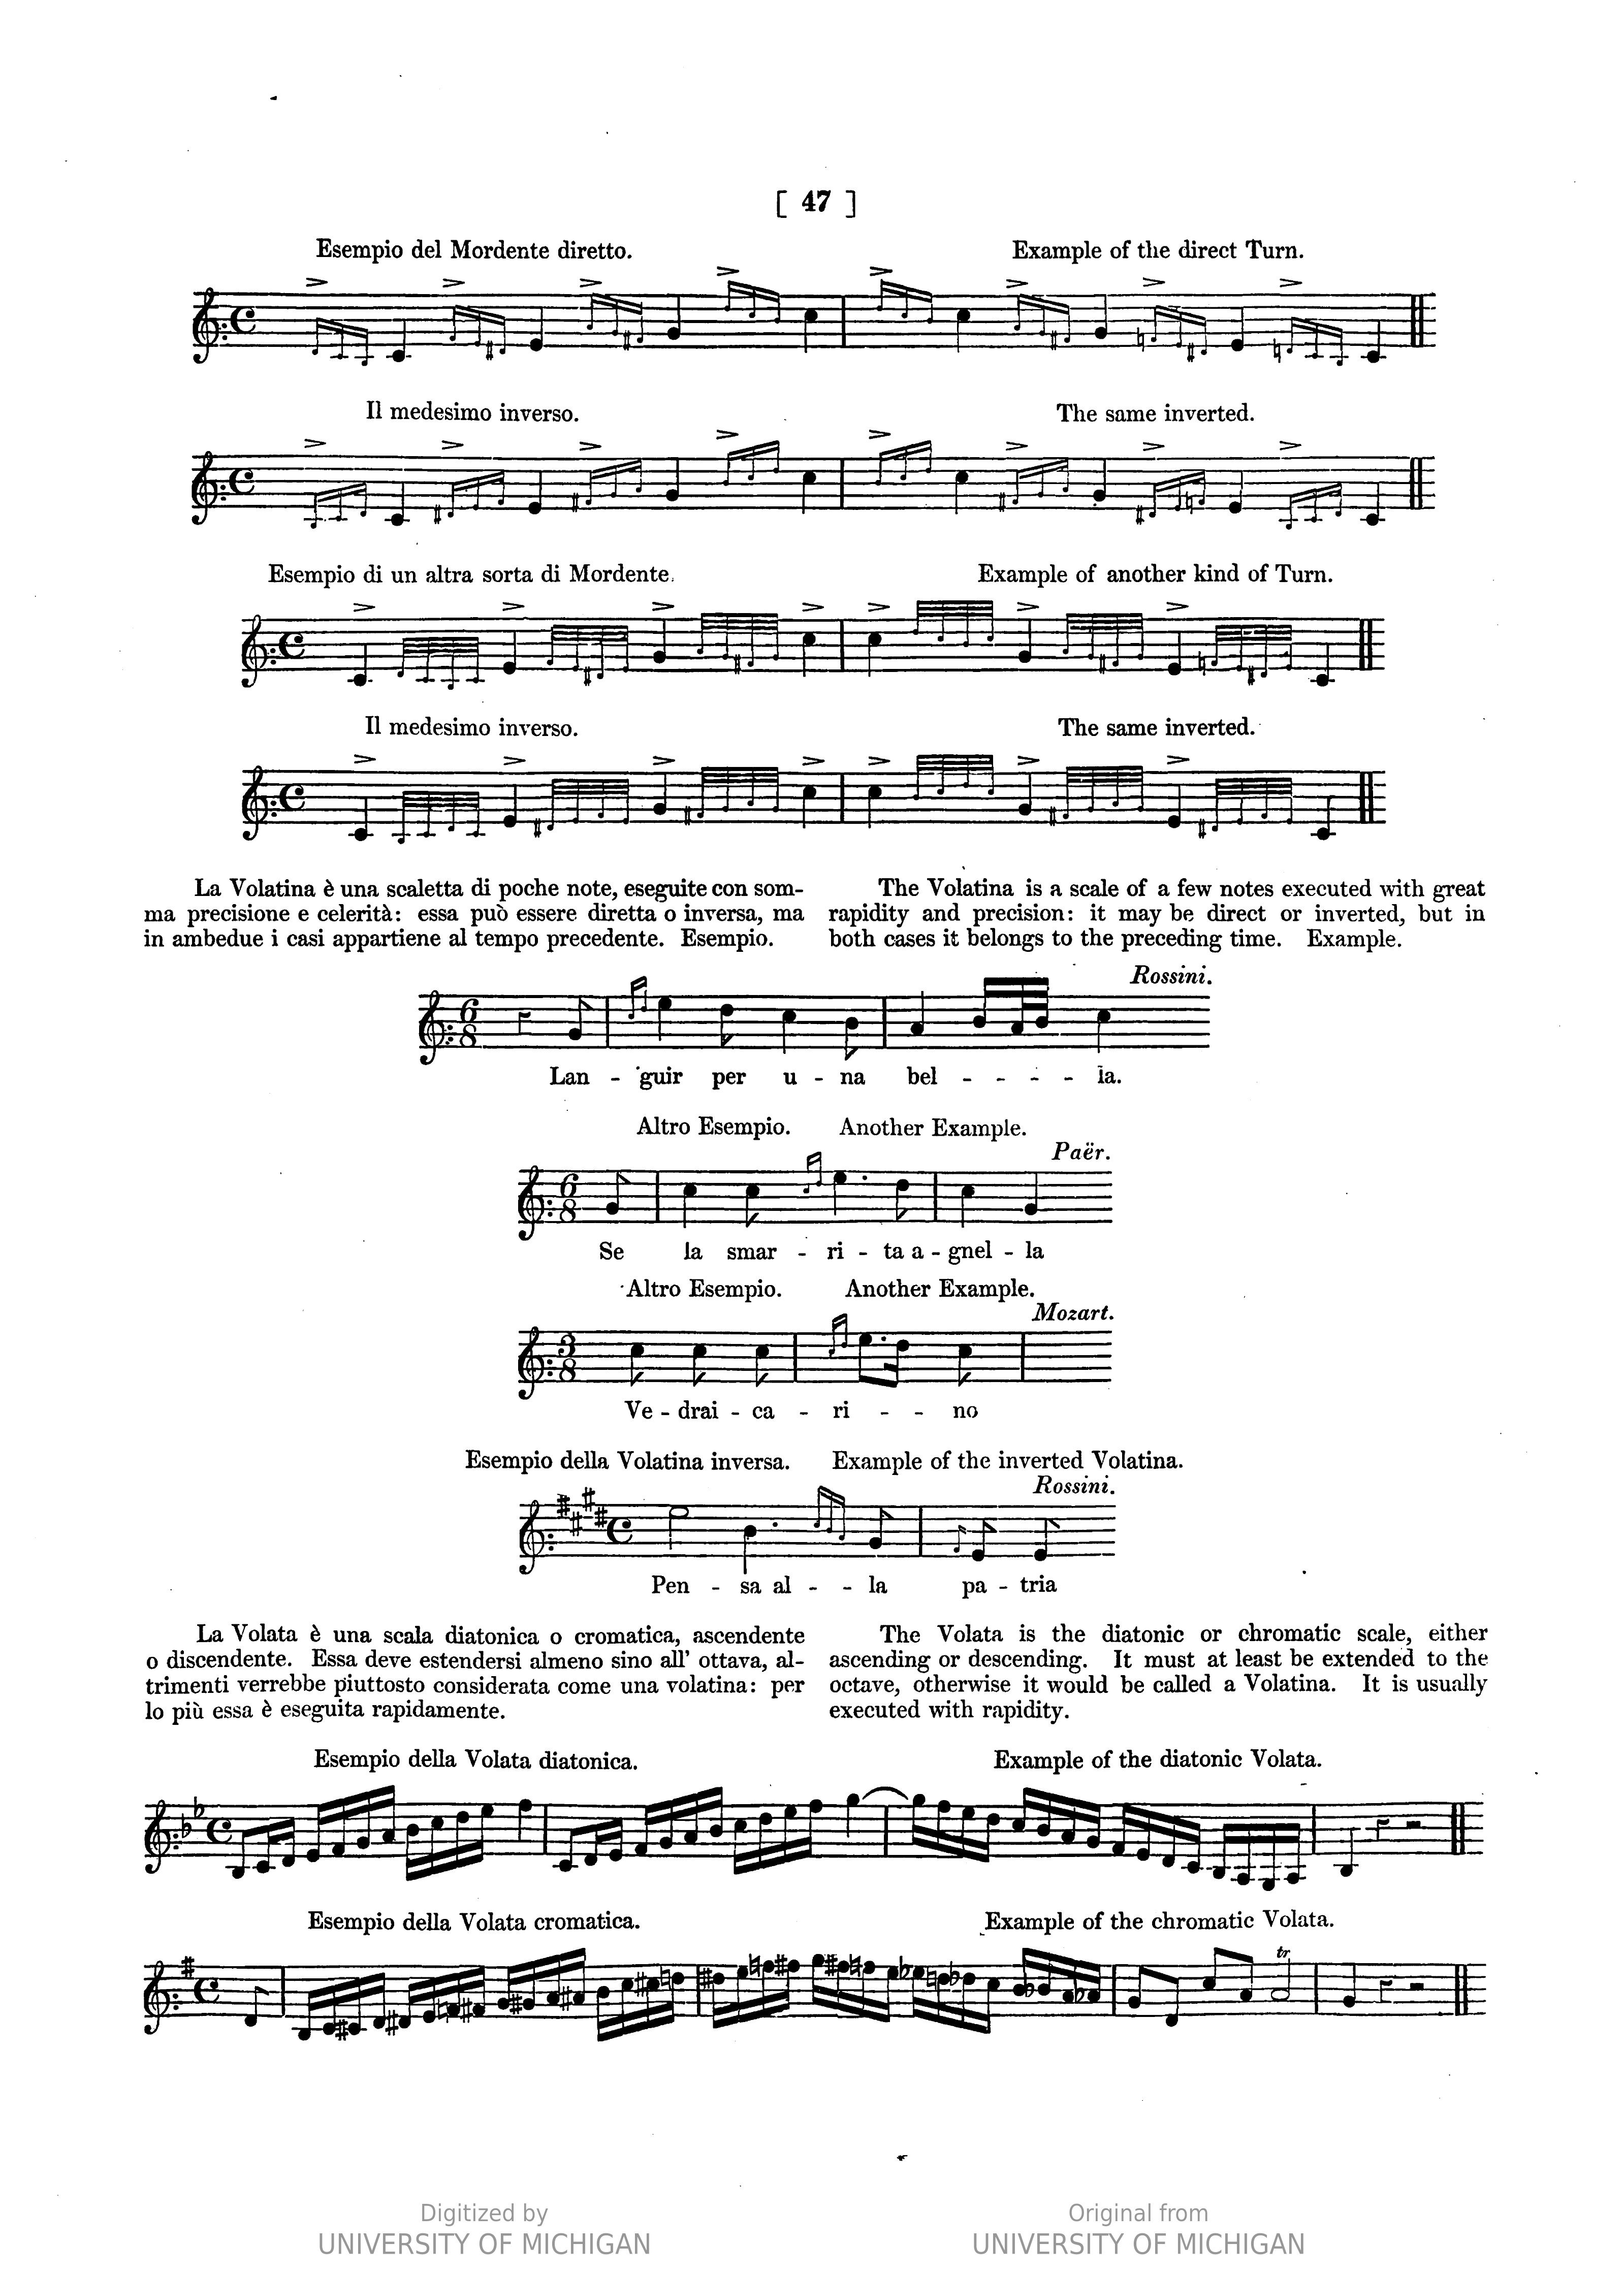 [ 47 ]
Esempio del Mordente diretto.
Example of the direct Turn.
Il medesimo inverso.
The same inverted.
Esempio di un altra sorta di Mordente.
Example of another kind of Turn.
Il medesimo inverso.
The same inverted.
La Volatina è una scaletta di poche note, eseguite con som-
ma precisione e celerità: essa può essere diretta o inversa, ma
in ambedue i casi appartiene al tempo precedente. Esempio.
The Volatina is a scale of a few notes executed with great
rapidity and precision: it may be direct or inverted, but in
both cases it belongs to the preceding time. Example.
Rossini.
6
8
Lan - guir per u - na bel - - - - la.
Altro Esempio. Another Example.
Paër.
6
8
Se la smar - ri - ta a - gnel - la
Altro Esempio. Another Example.
Mozart.
3
8
Ve - drai - ca - ri - - no
Esempio della Volatina inversa. Example of the inverted Volatina.
Rossini.
Pen - sa al - - la pa - tria
La Volata è una scala diatonica o cromatica, ascendente
o discendente. Essa deve estendersi almeno sino all' ottava, al-
trimenti verrebbe piuttosto considerata come una volatina: per
lo più essa è eseguita rapidamente.
The Volata is the diatonic or chromatic scale, either
ascending or descending. It must at least be extended to the
octave, otherwise it would be called a Volatina. It is usually
executed with rapidity.
Esempio della Volata diatonica.
Example of the diatonic Volata.
Esempio della Volata cromatica.
Example of the chromatic Volata.
tr
Digitized by
UNIVERSITY OF MICHIGAN
Original from
UNIVERSITY OF MICHIGAN